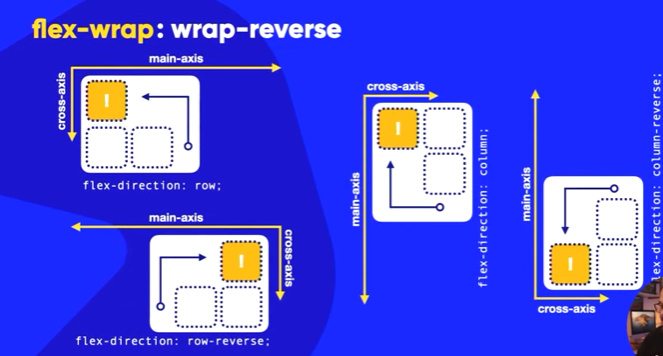 flex-wrap: wrap-reverse
main-axis
cross-axis
!
flex-direction: row;
main-axis
cross-axis
!
flex-direction: row-reverse;
cross-axis
main-axis
!
flex-direction: column;
main-axis
!
cross-axis
flex-direction: column-reverse;